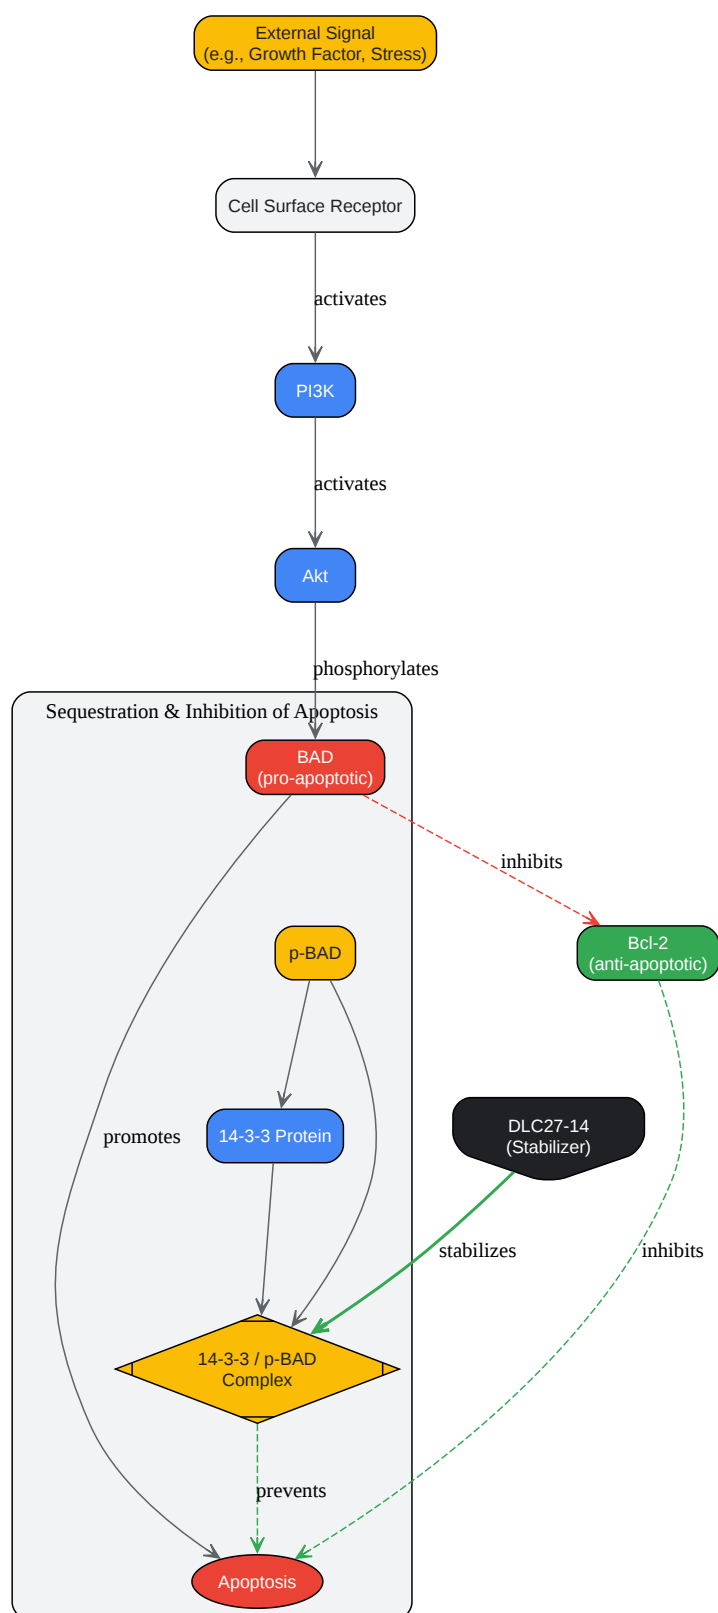 External Signal
(e.g., Growth Factor, Stress)
Cell Surface Receptor
activates
PI3K
activates
Akt
phosphorylates
Sequestration & Inhibition of Apoptosis
BAD
(pro-apoptotic)
inhibits
Bcl-2
(anti-apoptotic)
p-BAD
promotes
14-3-3 Protein
DLC27-14
(Stabilizer)
stabilizes
inhibits
14-3-3 / p-BAD
Complex
prevents
Apoptosis